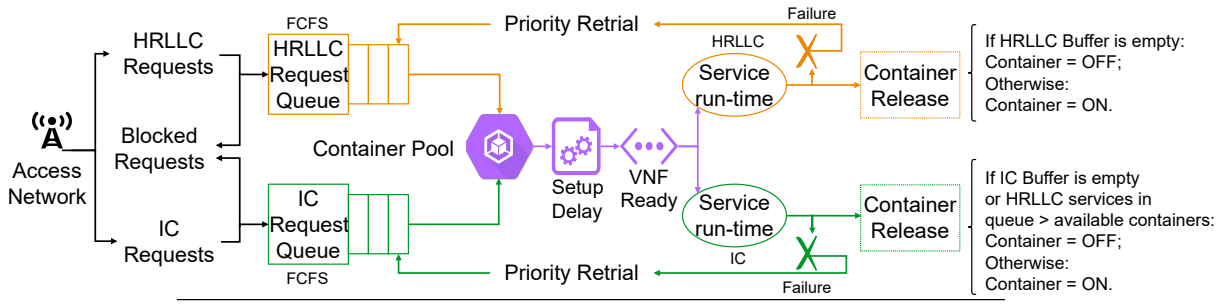 FCFS
Priority Retrial
Failure
HRLLC
Requests
HRLLC
Request
Queue
HRLLC
Service
run-time
Container
Release
If HRLLC Buffer is empty:
Container = OFF;
Otherwise:
Container = ON.
A
Access
Network
Blocked
Requests
Container Pool
Setup
Delay
VNF
Ready
IC
Requests
IC
Request
Queue
FCFS
Priority Retrial
Service
run-time
IC
Failure
Container
Release
If IC Buffer is empty
or HRLLC services in
queue > available containers:
Container = OFF;
Otherwise:
Container = ON.